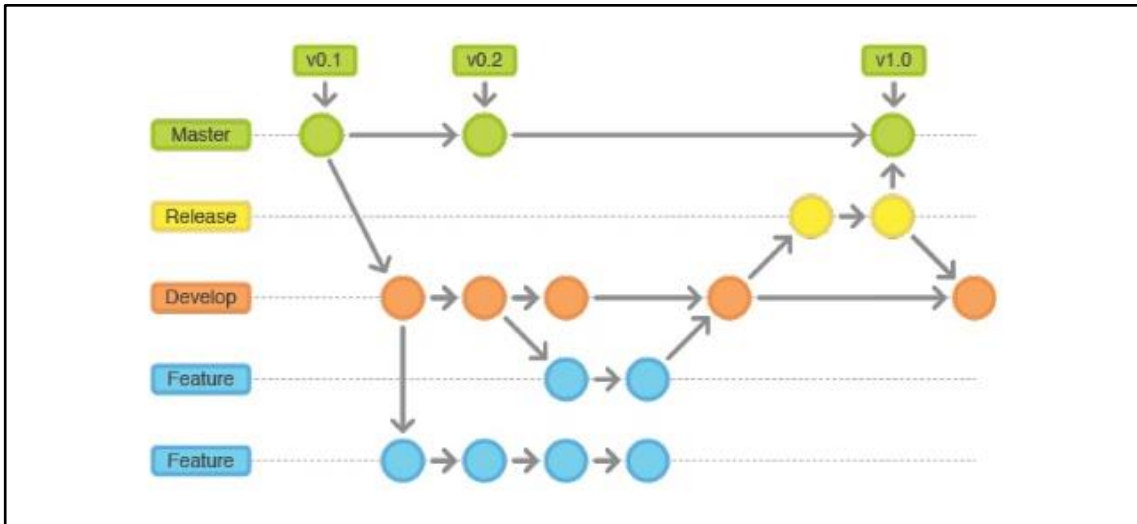 v0.1 v0.2 v1.0
Master
Release
Develop
Feature
Feature